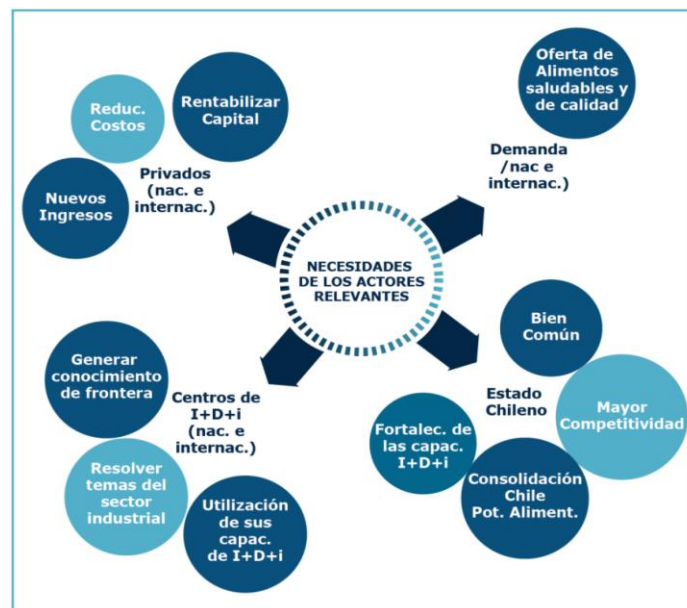 Reduc.
Costos
Rentabilizar
Capital
Nuevos
Ingresos
Privados
(nac. e
internac.)
Oferta de
Alimentos
saludables y
de calidad
Demanda
/nac e
internac.)
NECESIDADES
DE LOS ACTORES
RELEVANTES
Generar
conocimiento
de frontera
Centros de
I+D+i
(nac. e
internac.)
Resolver
temas del
sector
industrial
Utilización
de sus
capac.
de I+D+i
Bien
Común
Estado
Chileno
Mayor
Competitividad
Fortalec. de
las capac.
I+D+i
Consolidación
Chile
Pot. Aliment.